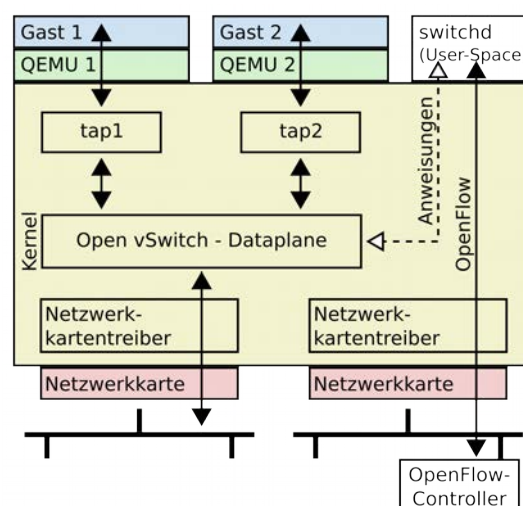 Gast 1
QEMU 1
Gast 2
QEMU 2
switchd
(User-Space
tap1
tap2
Anweisungen
OpenFlow
Kernel
Open vSwitch - Dataplane
Netzwerk-
kartentreiber
Netzwerkkarte
Netzwerk-
kartentreiber
Netzwerkkarte
OpenFlow-
Controller